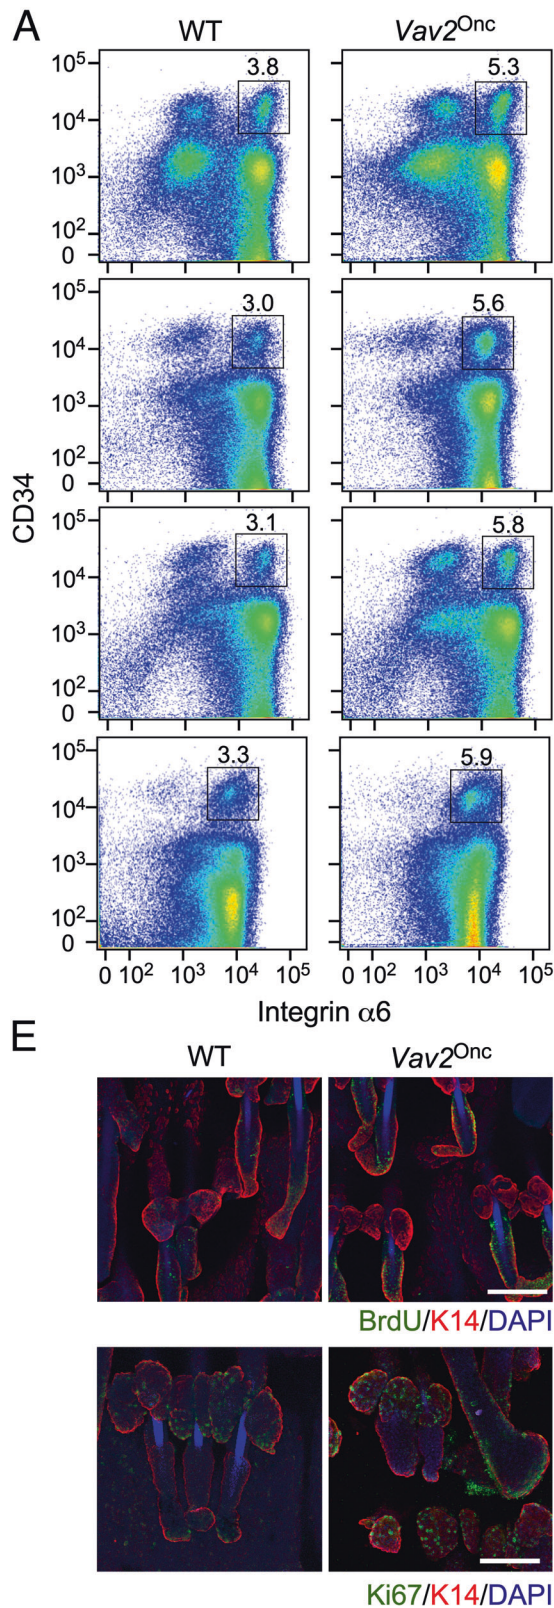 A
WT Vav2Onc
3.8 5.3
10⁵
10⁴
10³
10²
0
3.0 5.6
10⁵
10⁴
10³
10²
0
CD34
3.1 5.8
10⁵
10⁴
10³
10²
0
3.3 5.9
10⁵
10⁴
10³
10²
0
0 10² 10³ 10⁴ 10⁵ 0 10² 10³ 10⁴ 10⁵
Integrin α6
E
WT Vav2Onc
BrdU/K14/DAPI
Ki67/K14/DAPI